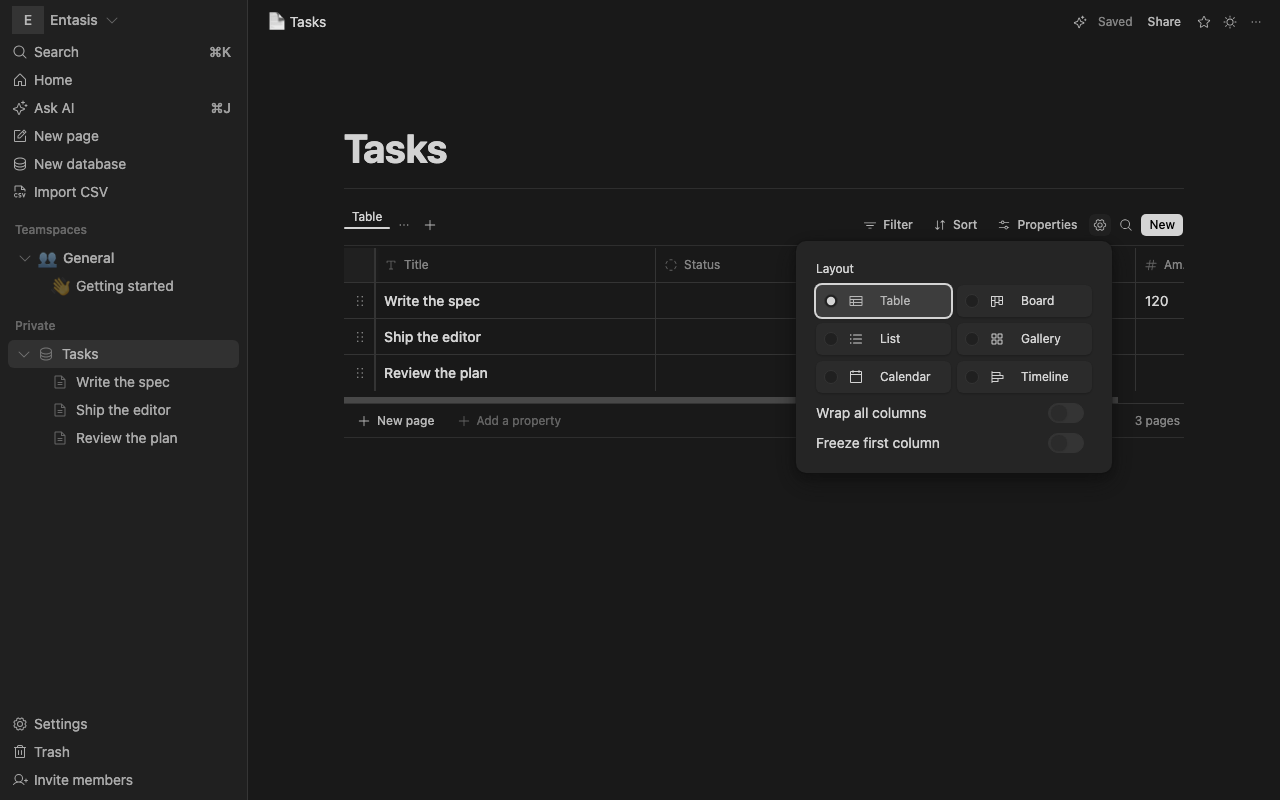 E Entasis
Search ⌘K
Home
Ask AI ⌘J
New page
New database
Import CSV
Teamspaces
General
Getting started
Private
Tasks
Write the spec
Ship the editor
Review the plan
Settings
Trash
Invite members
Tasks
Saved Share
Tasks
Table
Filter Sort Properties New
Title Status # Am.
Write the spec 120
Ship the editor
Review the plan
New page Add a property 3 pages
Layout
Table Board
List Gallery
Calendar Timeline
Wrap all columns
Freeze first column